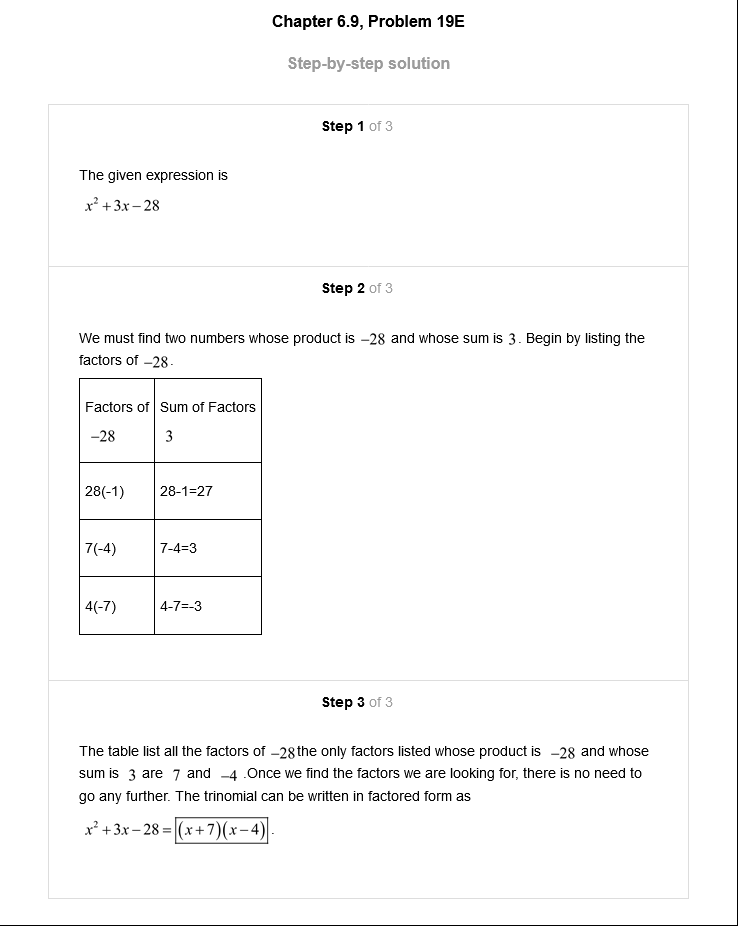 Chapter 6.9, Problem 19E
Step-by-step solution
Step 1 of 3
The given expression is
x² + 3x − 28
Step 2 of 3
We must find two numbers whose product is −28 and whose sum is 3. Begin by listing the
factors of −28.
Factors of Sum of Factors
−28 3
28(-1) 28-1=27
7(-4) 7-4=3
4(-7) 4-7=-3
Step 3 of 3
The table list all the factors of −28 the only factors listed whose product is −28 and whose
sum is 3 are 7 and −4 .Once we find the factors we are looking for, there is no need to
go any further. The trinomial can be written in factored form as
x² + 3x − 28 = (x + 7)(x − 4).